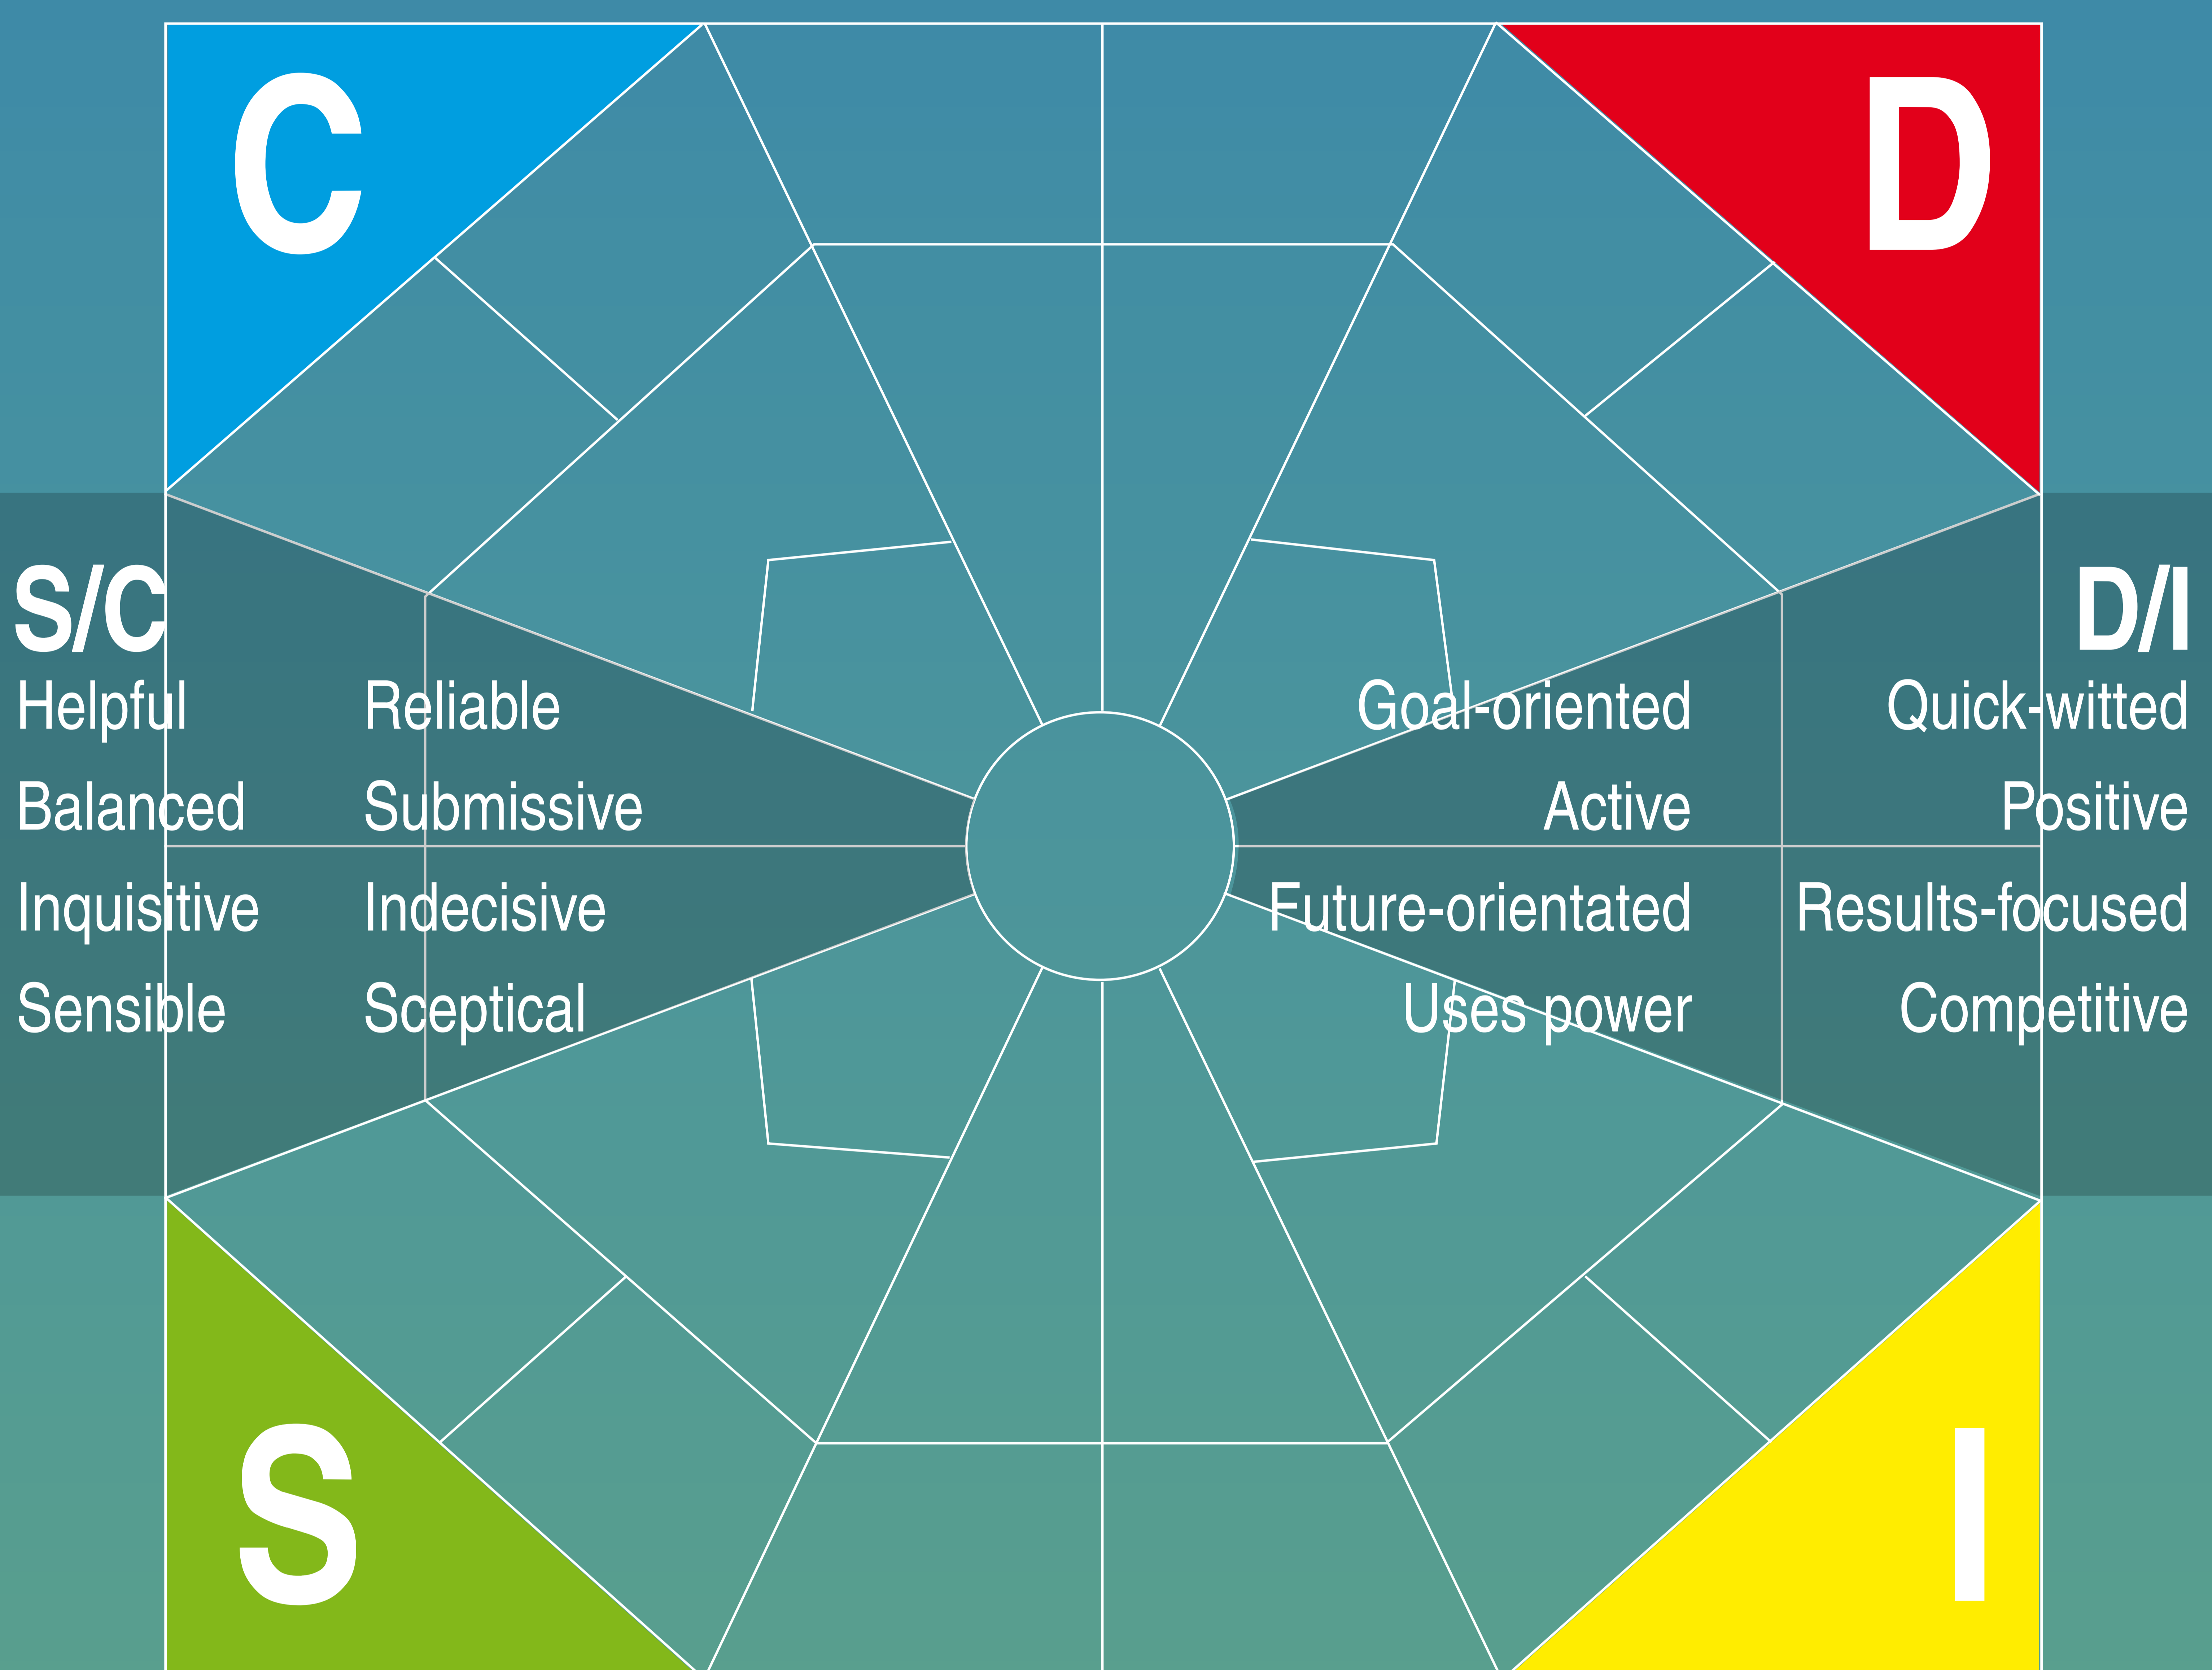 C
D
S/C
D/I
Helpful Reliable Goal-oriented Quick-witted
Balanced Submissive Active Positive
Inquisitive Indecisive Future-orientated Results-focused
Sensible Sceptical Uses power Competitive
S
I